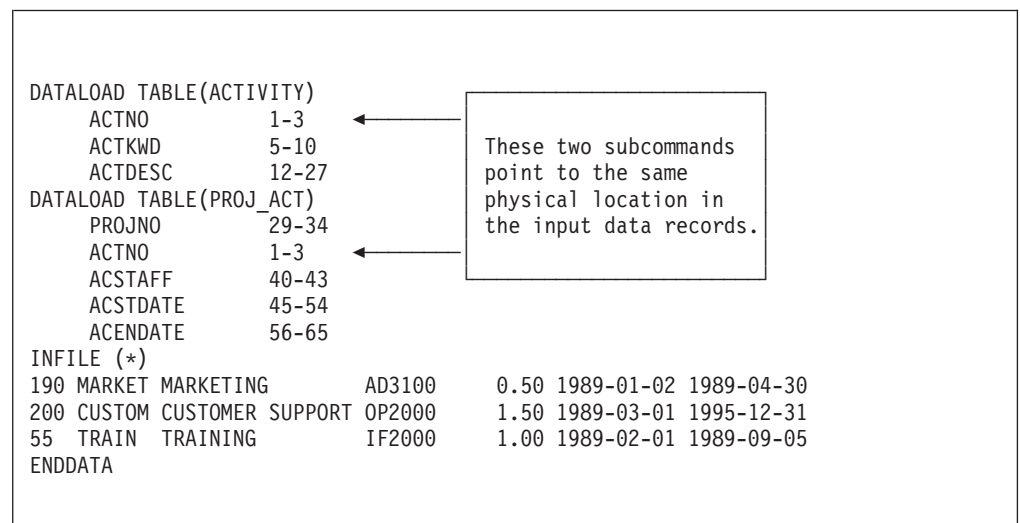 DATALOAD TABLE(ACTIVITY)
ACTNO 1-3
ACTKWD 5-10
ACTDESC 12-27
DATALOAD TABLE(PROJ_ACT)
PROJNO 29-34
ACTNO 1-3
ACSTAFF 40-43
ACSTDATE 45-54
ACENDATE 56-65
INFILE (*)
190 MARKET MARKETING AD3100 0.50 1989-01-02 1989-04-30
200 CUSTOM CUSTOMER SUPPORT OP2000 1.50 1989-03-01 1995-12-31
55 TRAIN TRAINING IF2000 1.00 1989-02-01 1989-09-05
ENDDATA
These two subcommands
point to the same
physical location in
the input data records.